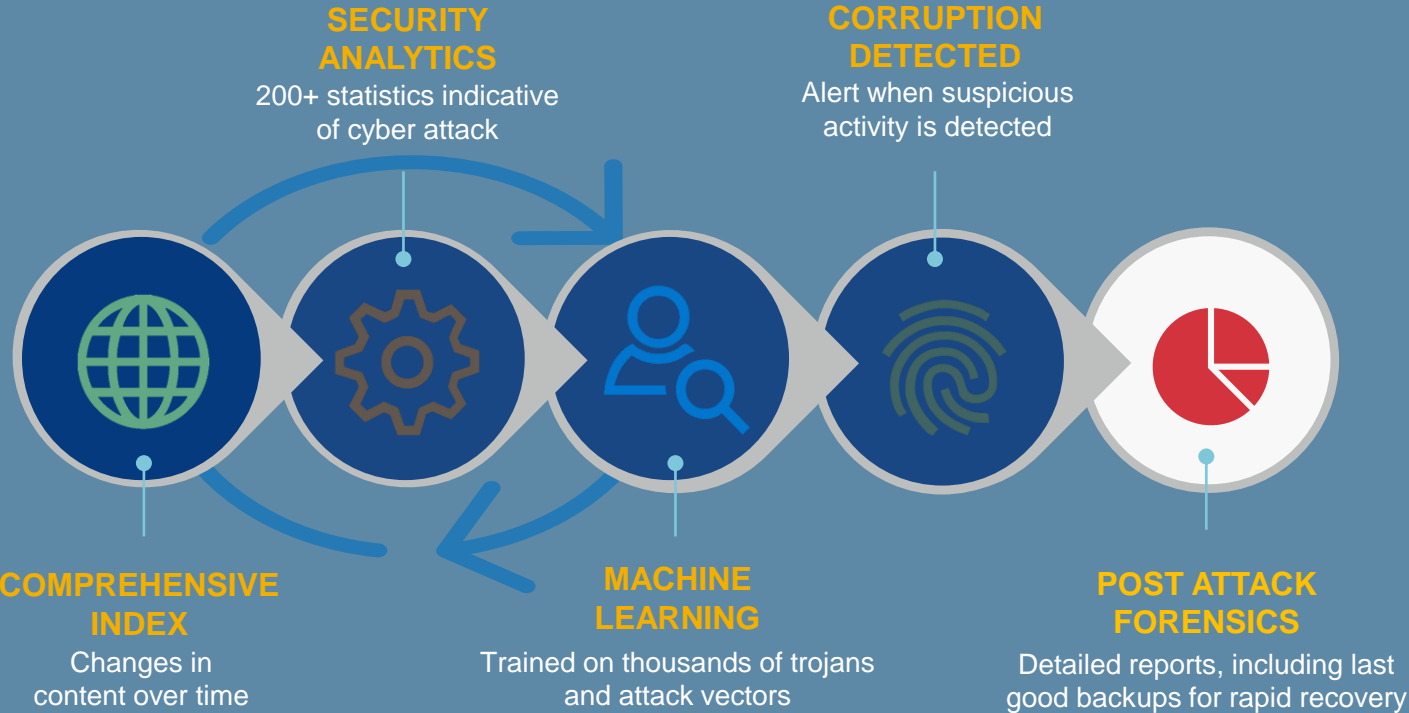 SECURITY
ANALYTICS
200+ statistics indicative
of cyber attack
CORRUPTION
DETECTED
Alert when suspicious
activity is detected
COMPREHENSIVE
INDEX
Changes in
content over time
MACHINE
LEARNING
Trained on thousands of trojans
and attack vectors
POST ATTACK
FORENSICS
Detailed reports, including last
good backups for rapid recovery